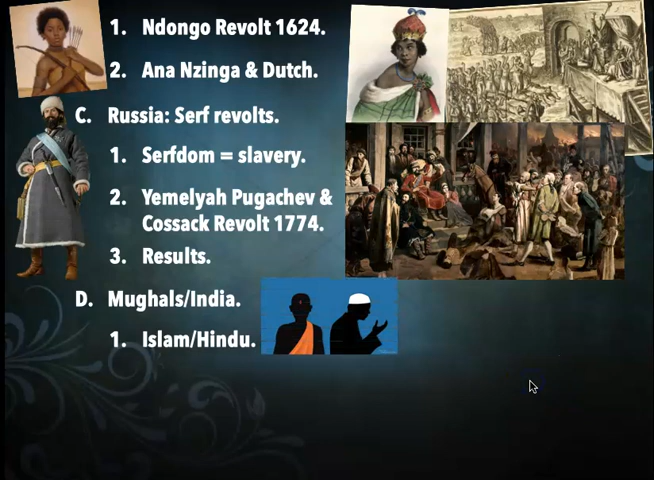 1. Ndongo Revolt 1624.
2. Ana Nzinga & Dutch.
C. Russia: Serf revolts.
1. Serfdom = slavery.
2. Yemelyah Pugachev &
Cossack Revolt 1774.
3. Results.
D. Mughals/India.
1. Islam/Hindu.